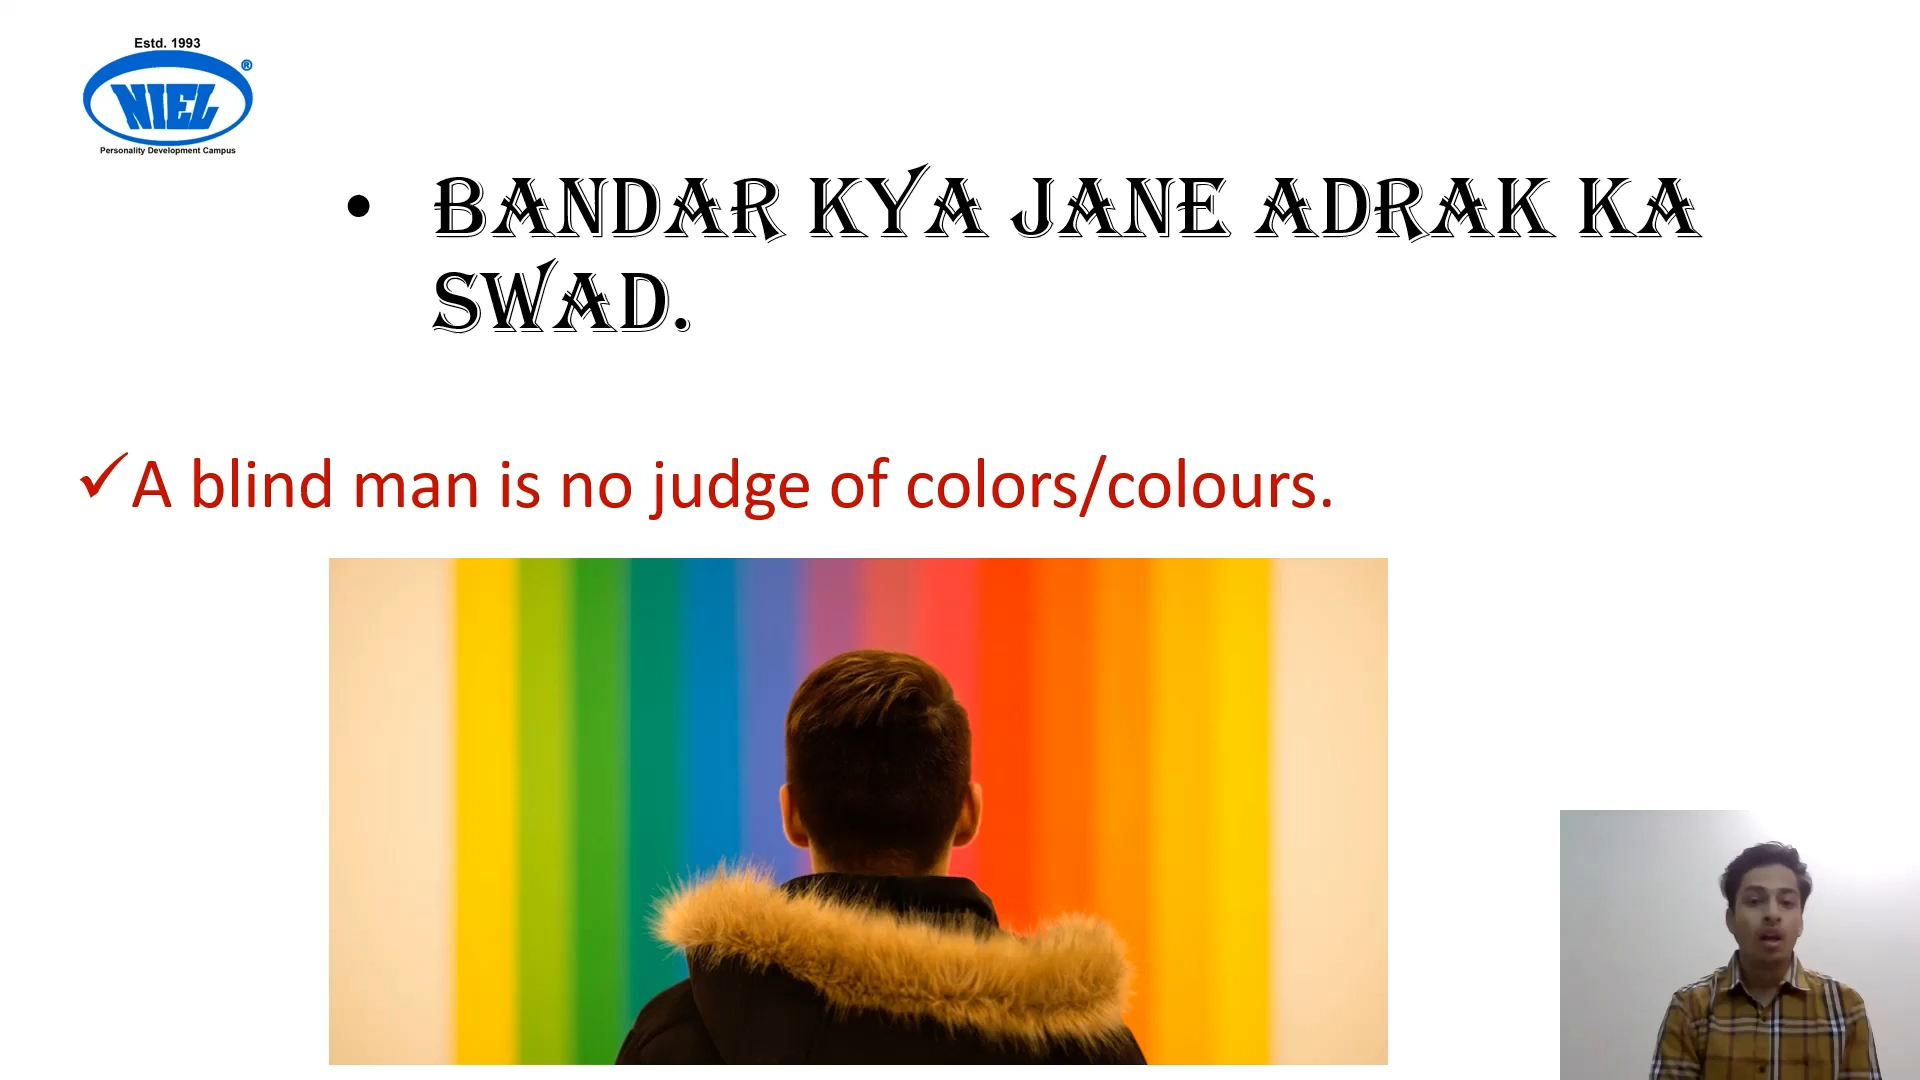 Estd. 1993
NIEL®
Personality Development Campus
• BANDAR KYA JANE ADRAK KA
SWAD.
✓A blind man is no judge of colors/colours.